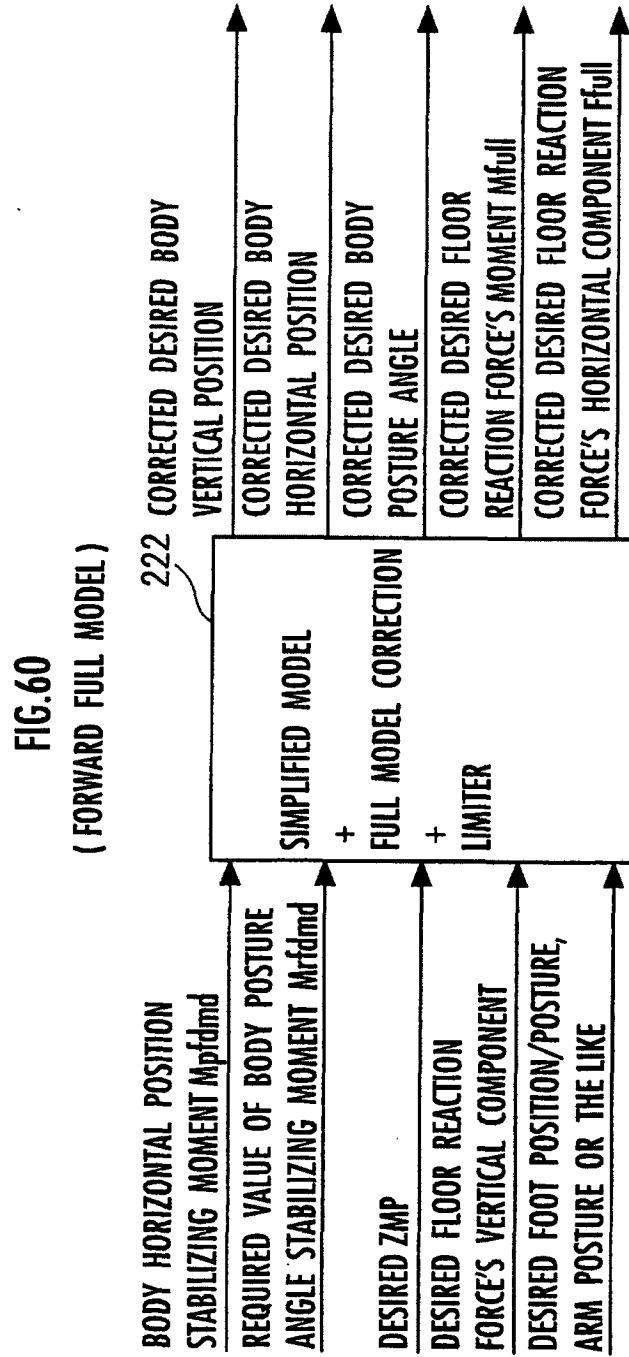 FIG.60
(FORWARD FULL MODEL)
BODY HORIZONTAL POSITION
STABILIZING MOMENT Mpfdmd
REQUIRED VALUE OF BODY POSTURE
ANGLE STABILIZING MOMENT Mrfdmd
DESIRED ZMP
DESIRED FLOOR REACTION
FORCE'S VERTICAL COMPONENT
DESIRED FOOT POSITION/POSTURE,
ARM POSTURE OR THE LIKE
222
SIMPLIFIED MODEL
+
FULL MODEL CORRECTION
+
LIMITER
CORRECTED DESIRED BODY
VERTICAL POSITION
CORRECTED DESIRED BODY
HORIZONTAL POSITION
CORRECTED DESIRED BODY
POSTURE ANGLE
CORRECTED DESIRED FLOOR
REACTION FORCE'S MOMENT Mfull
CORRECTED DESIRED FLOOR REACTION
FORCE'S HORIZONTAL COMPONENT Ffull